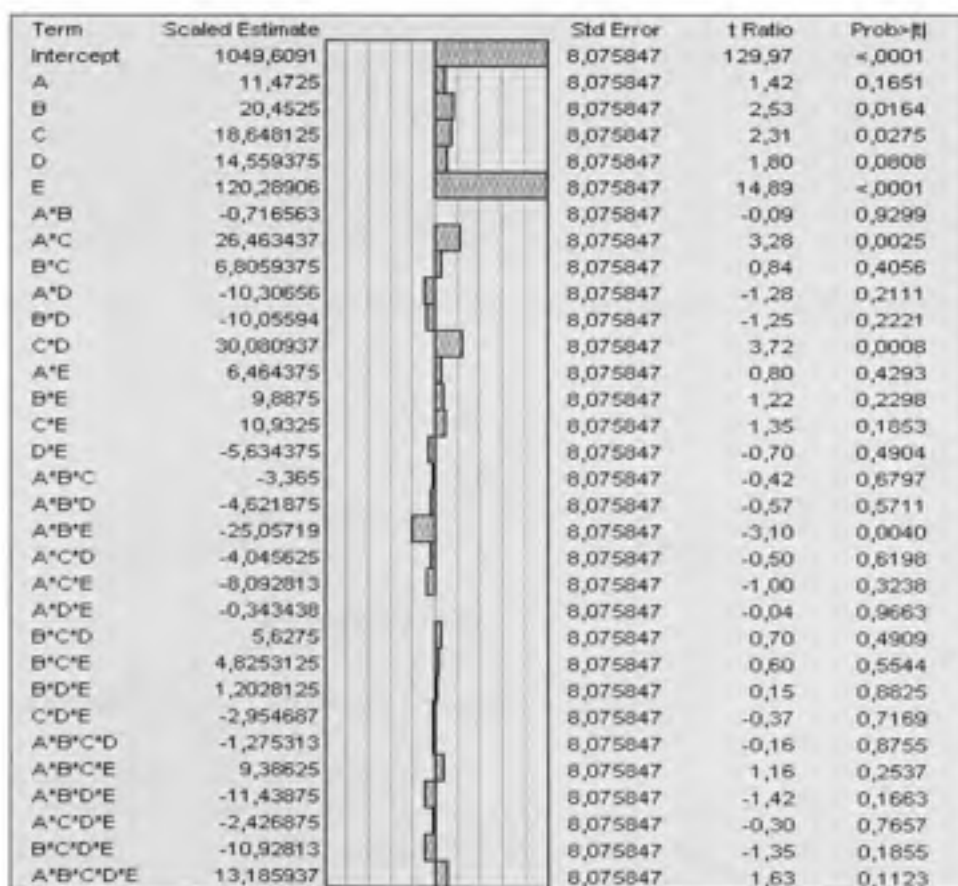 Term Scaled Estimate Std Error t Ratio Prob>|t|
Intercept 1049,6091 8,075847 129,97 <,0001
A 11,4725 8,075847 1,42 0,1651
B 20,4525 8,075847 2,53 0,0164
C 18,648125 8,075847 2,31 0,0275
D 14,559375 8,075847 1,80 0,0808
E 120,28906 8,075847 14,89 <,0001
A*B -0,716563 8,075847 -0,09 0,9299
A*C 26,463437 8,075847 3,28 0,0025
B*C 6,8059375 8,075847 0,84 0,4056
A*D -10,30656 8,075847 -1,28 0,2111
B*D -10,05594 8,075847 -1,25 0,2221
C*D 30,080937 8,075847 3,72 0,0008
A*E 6,464375 8,075847 0,80 0,4293
B*E 9,8875 8,075847 1,22 0,2298
C*E 10,9325 8,075847 1,35 0,1853
D*E -5,634375 8,075847 -0,70 0,4904
A*B*C -3,365 8,075847 -0,42 0,6797
A*B*D -4,621875 8,075847 -0,57 0,5711
A*B*E -25,05719 8,075847 -3,10 0,0040
A*C*D -4,045625 8,075847 -0,50 0,6198
A*C*E -8,092813 8,075847 -1,00 0,3238
A*D*E -0,343438 8,075847 -0,04 0,9663
B*C*D 5,6275 8,075847 0,70 0,4909
B*C*E 4,8253125 8,075847 0,60 0,5544
B*D*E 1,2028125 8,075847 0,15 0,8825
C*D*E -2,954687 8,075847 -0,37 0,7169
A*B*C*D -1,275313 8,075847 -0,16 0,8755
A*B*C*E 9,38625 8,075847 1,16 0,2537
A*B*D*E -11,43875 8,075847 -1,42 0,1663
A*C*D*E -2,426875 8,075847 -0,30 0,7657
B*C*D*E -10,92813 8,075847 -1,35 0,1855
A*B*C*D*E 13,185937 8,075847 1,63 0,1123